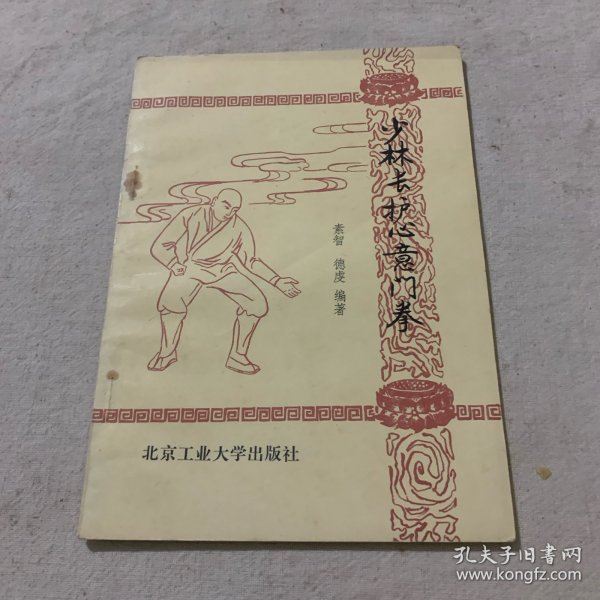 少林去护心意门拳
素智 德虔 编著
北京工业大学出版社
孔夫子旧书网
www.kongfz.com